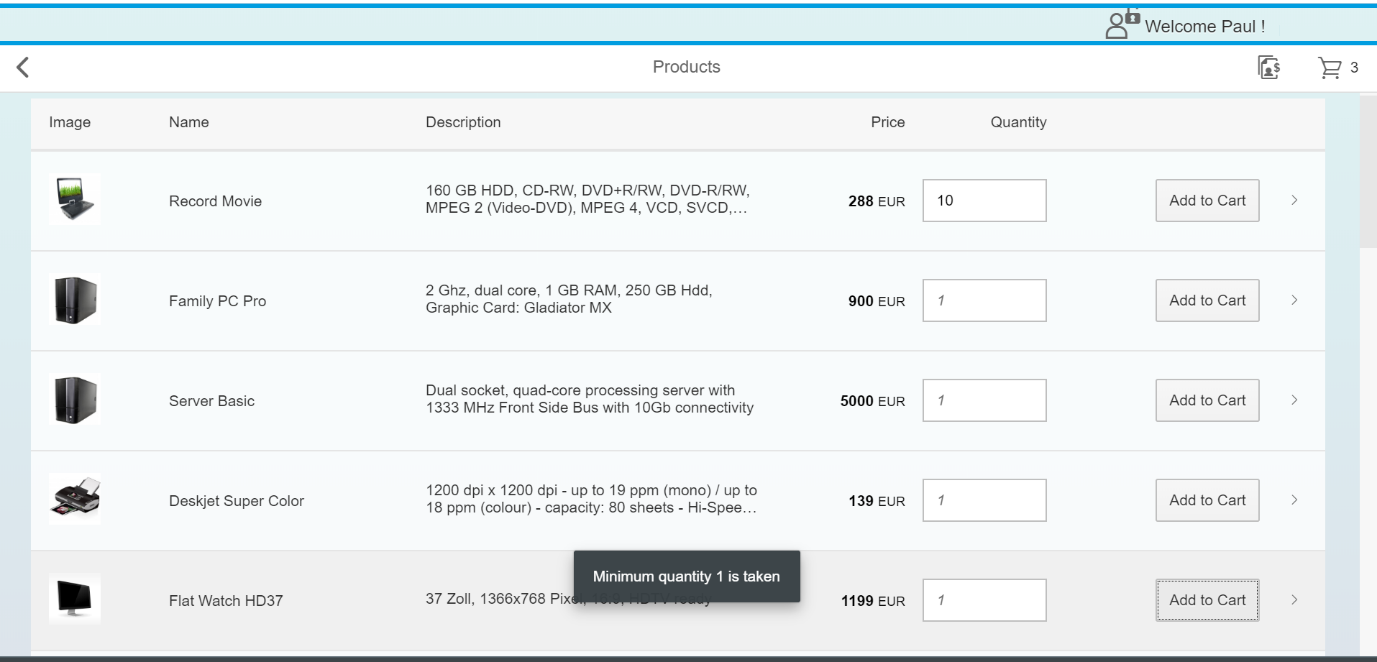 Welcome Paul !
Products
3
Image Name Description Price Quantity
Record Movie
160 GB HDD, CD-RW, DVD+R/RW, DVD-R/RW,
MPEG 2 (Video-DVD), MPEG 4, VCD, SVCD,...
288 EUR
10
Add to Cart
Family PC Pro
2 Ghz, dual core, 1 GB RAM, 250 GB Hdd,
Graphic Card: Gladiator MX
900 EUR
1
Add to Cart
Server Basic
Dual socket, quad-core processing server with
1333 MHz Front Side Bus with 10Gb connectivity
5000 EUR
1
Add to Cart
Deskjet Super Color
1200 dpi x 1200 dpi - up to 19 ppm (mono) / up to
18 ppm (colour) - capacity: 80 sheets - Hi-Spee...
139 EUR
1
Add to Cart
Minimum quantity 1 is taken
Flat Watch HD37
37 Zoll, 1366x768 Pixel, 16:9, HDTV ready
1199 EUR
1
Add to Cart